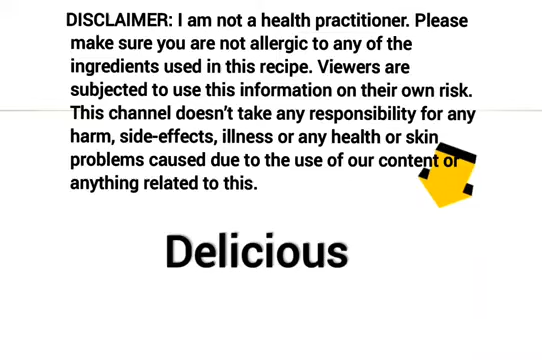 DISCLAIMER: I am not a health practitioner. Please
make sure you are not allergic to any of the
ingredients used in this recipe. Viewers are
subjected to use this information on their own risk.
This channel doesn't take any responsibility for any
harm, side-effects, illness or any health or skin
problems caused due to the use of our content or
anything related to this.
Delicious